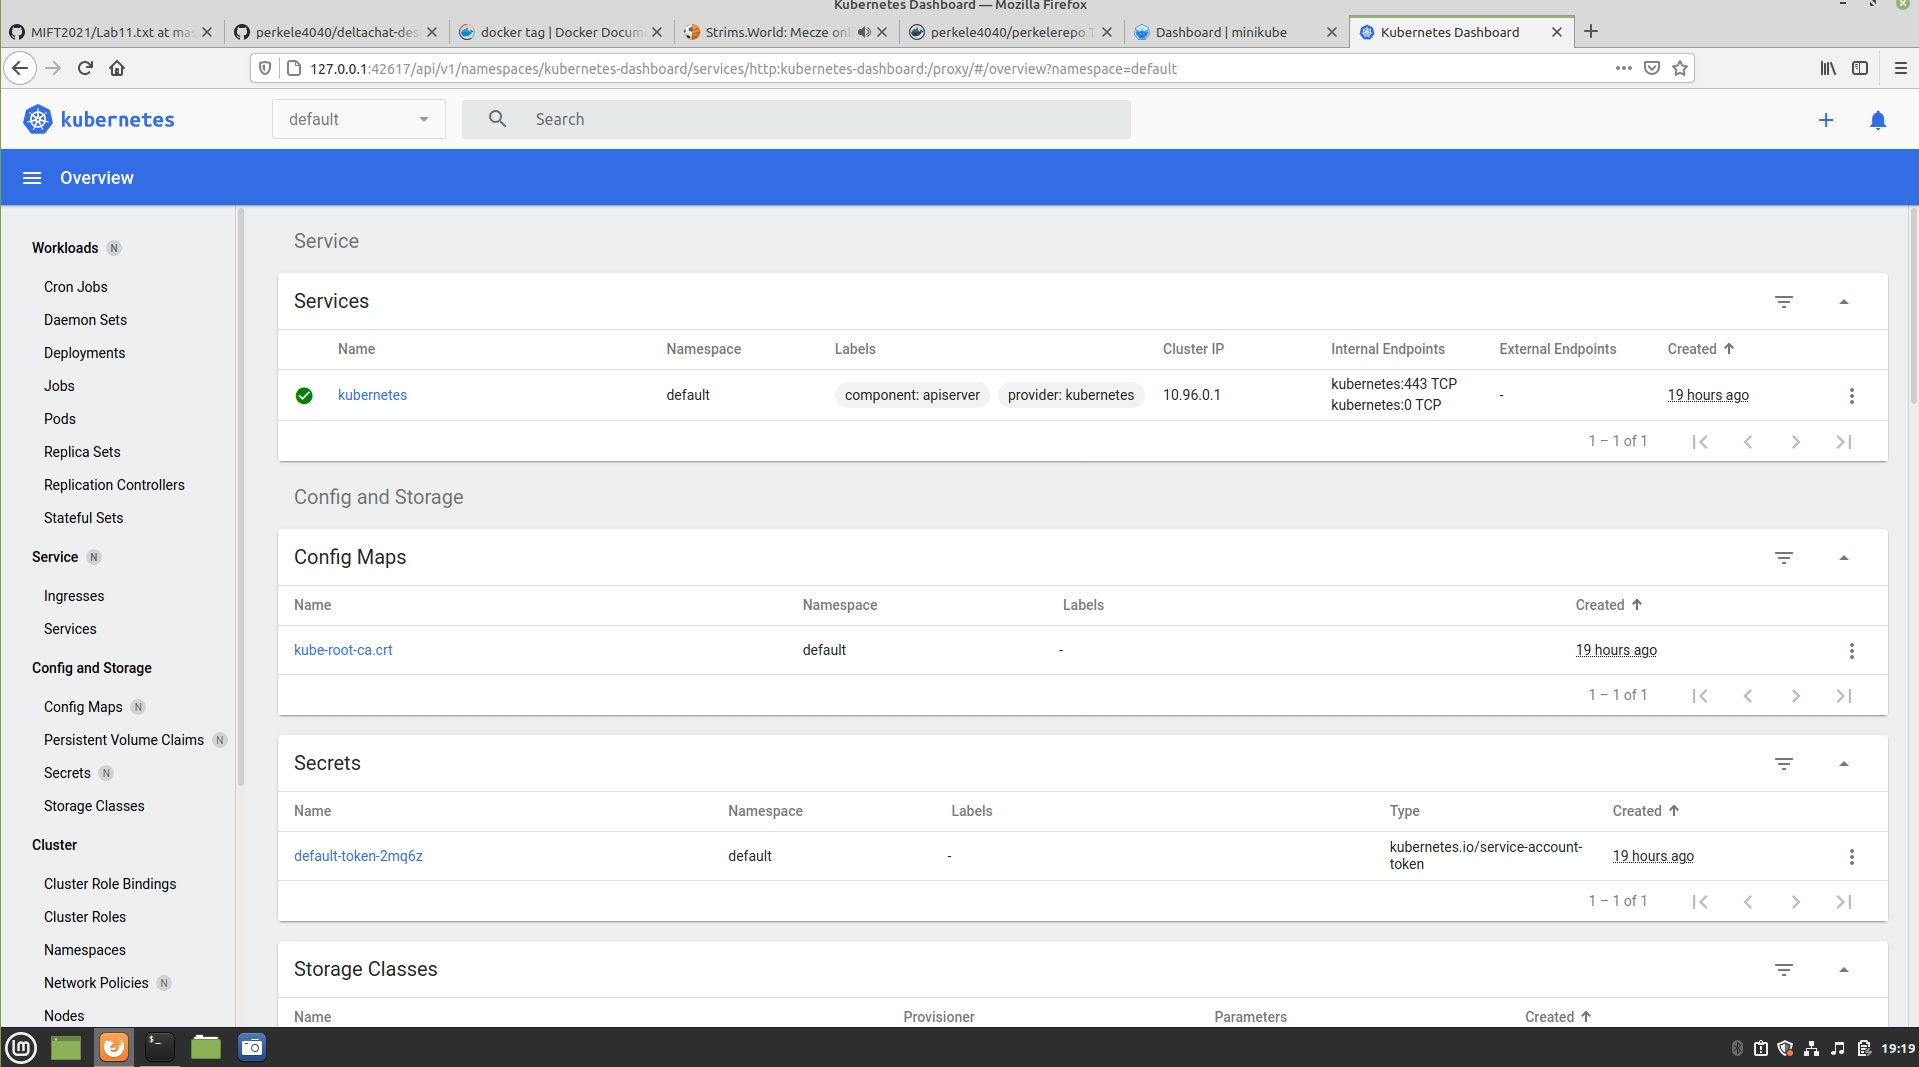 Kubernetes Dashboard — Mozilla Firefox
MIFT2021/Lab11.txt at mas
perkele4040/deltachat-des
docker tag | Docker Docum
Strims.World: Mecze onl
perkele4040/perkelerepo T
Dashboard | minikube
Kubernetes Dashboard
127.0.0.1:42617/api/v1/namespaces/kubernetes-dashboard/services/http:kubernetes-dashboard:/proxy/#/overview?namespace=default
kubernetes
default
Search
Overview
Workloads N
Cron Jobs
Daemon Sets
Deployments
Jobs
Pods
Replica Sets
Replication Controllers
Stateful Sets
Service N
Ingresses
Services
Config and Storage
Config Maps N
Persistent Volume Claims N
Secrets N
Storage Classes
Cluster
Cluster Role Bindings
Cluster Roles
Namespaces
Network Policies N
Nodes
Service
Services
Name Namespace Labels Cluster IP Internal Endpoints External Endpoints Created
kubernetes default component: apiserver provider: kubernetes 10.96.0.1 kubernetes:443 TCP - 19 hours ago
kubernetes:0 TCP
1 – 1 of 1
Config and Storage
Config Maps
Name Namespace Labels Created
kube-root-ca.crt default - 19 hours ago
1 – 1 of 1
Secrets
Name Namespace Labels Type Created
default-token-2mq6z default - kubernetes.io/service-account- 19 hours ago
token
1 – 1 of 1
Storage Classes
Name Provisioner Parameters Created
19:19